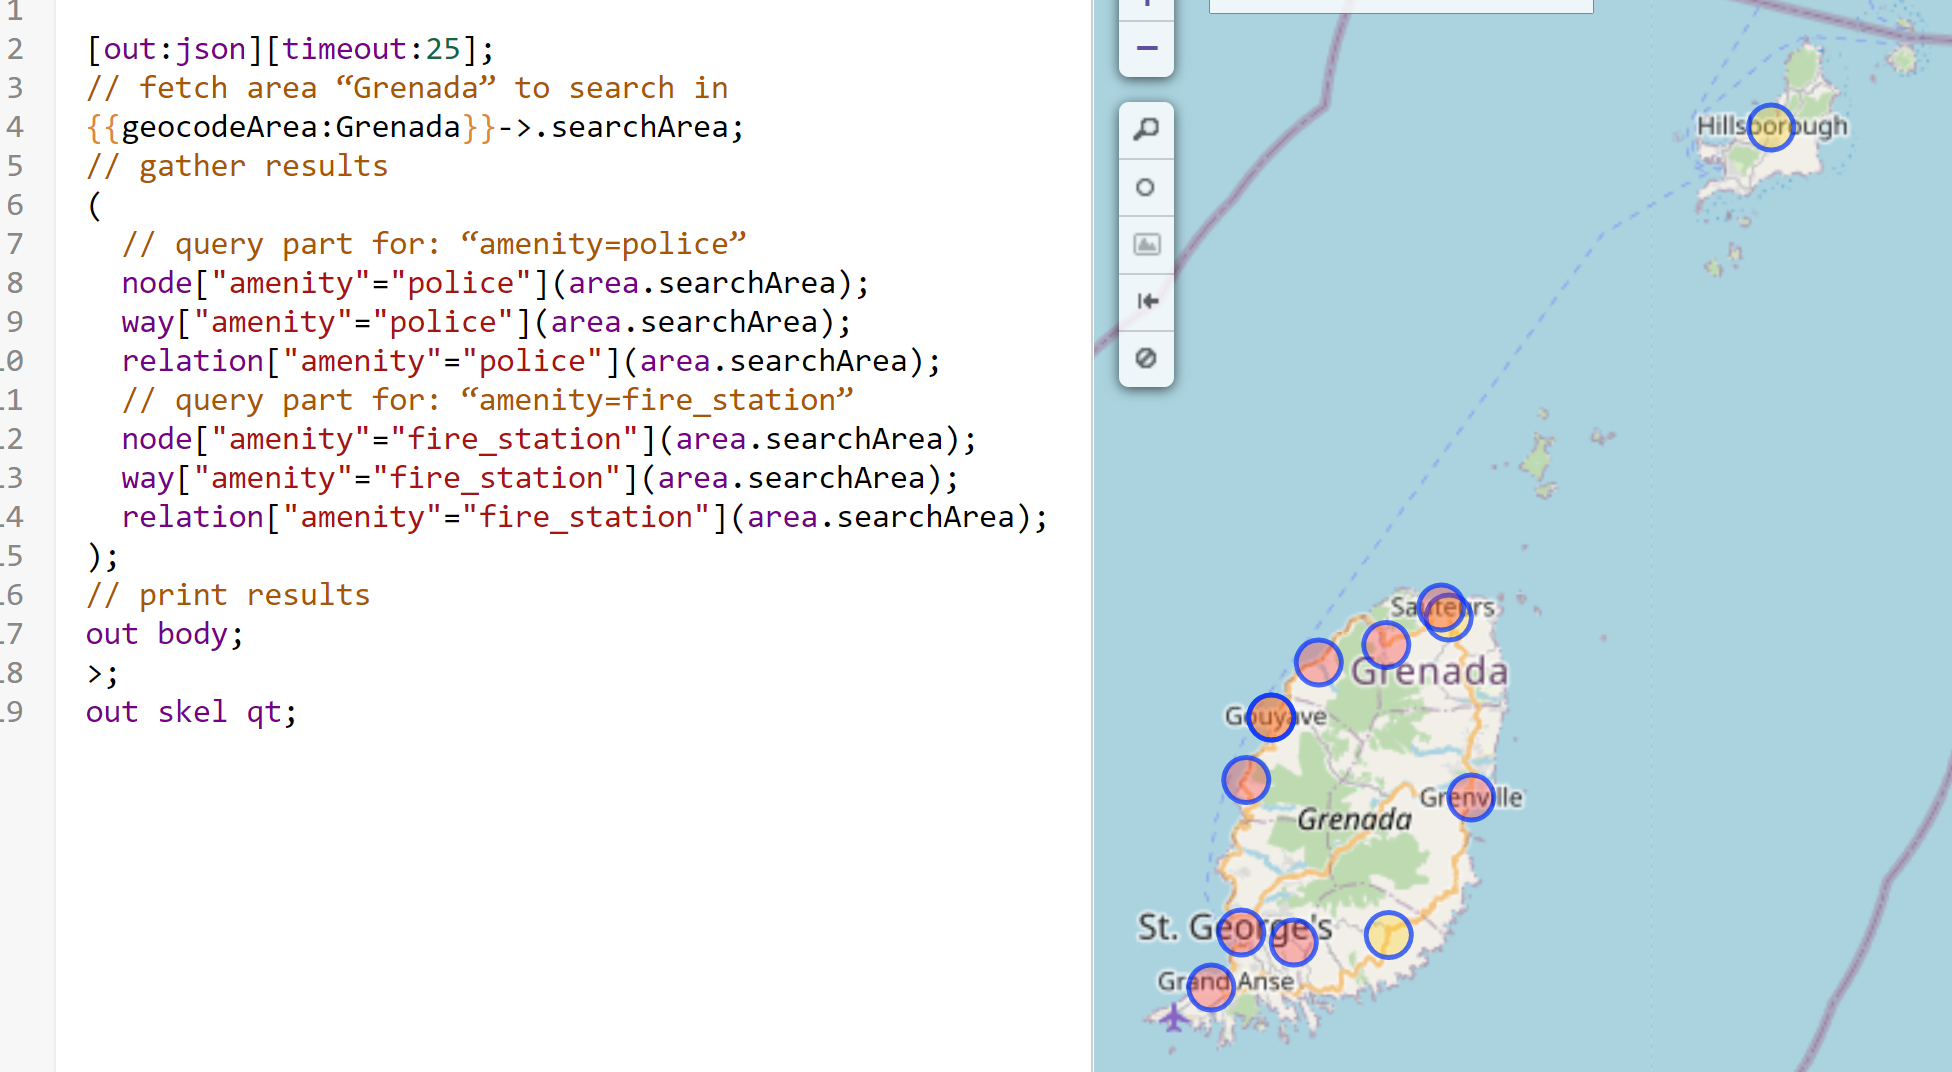 1
2 [out:json][timeout:25];
3 // fetch area “Grenada” to search in
4 {{geocodeArea:Grenada}}->.searchArea;
5 // gather results
6 (
7 // query part for: “amenity=police”
8 node["amenity"="police"](area.searchArea);
9 way["amenity"="police"](area.searchArea);
10 relation["amenity"="police"](area.searchArea);
11 // query part for: “amenity=fire_station”
12 node["amenity"="fire_station"](area.searchArea);
13 way["amenity"="fire_station"](area.searchArea);
14 relation["amenity"="fire_station"](area.searchArea);
15 );
16 // print results
17 out body;
18 >;
19 out skel qt;
Hillsborough
Sauteurs
Grenada
Gouyave
Grenville
Grenada
St. George's
Grand Anse